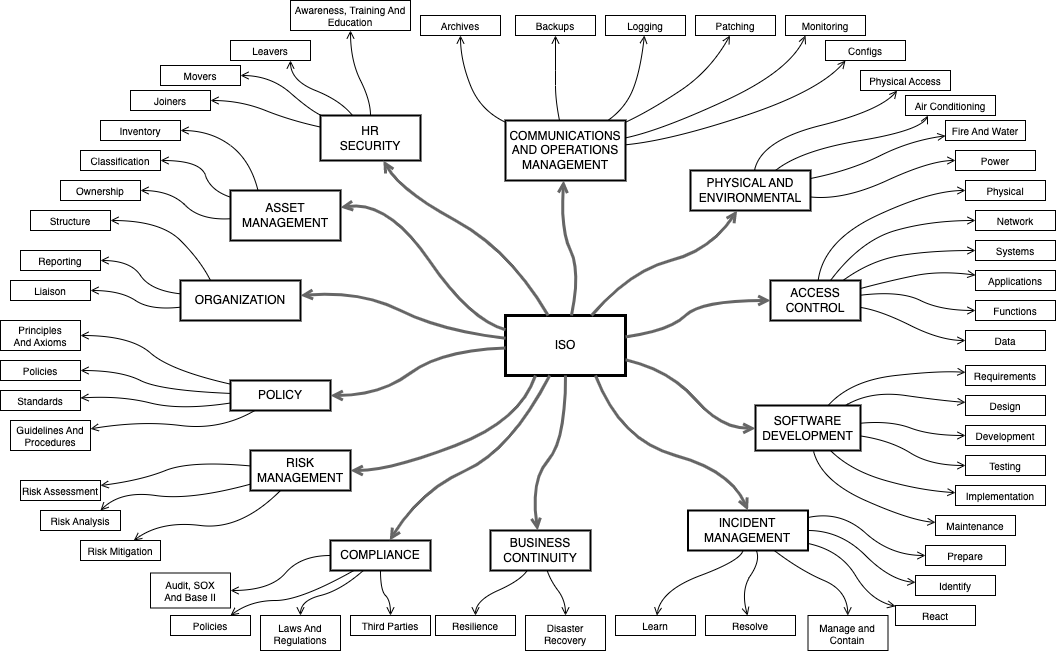 Awareness, Training And
Education
Leavers
Movers
Joiners
HR
SECURITY
Archives
Backups
Logging
Patching
Monitoring
Configs
COMMUNICATIONS
AND OPERATIONS
MANAGEMENT
Physical Access
Air Conditioning
Fire And Water
Power
PHYSICAL AND
ENVIRONMENTAL
Inventory
Classification
Ownership
ASSET
MANAGEMENT
Physical
Network
Systems
Applications
Functions
Data
ACCESS
CONTROL
Structure
Reporting
Liaison
ORGANIZATION
ISO
Principles
And Axioms
Policies
Standards
Guidelines And
Procedures
POLICY
Requirements
Design
Development
Testing
Implementation
Maintenance
SOFTWARE
DEVELOPMENT
RISK
MANAGEMENT
Risk Assessment
Risk Analysis
Risk Mitigation
COMPLIANCE
Audit, SOX
And Base II
Policies
Laws And
Regulations
Third Parties
BUSINESS
CONTINUITY
Resilience
Disaster
Recovery
INCIDENT
MANAGEMENT
Prepare
Identify
React
Learn
Resolve
Manage and
Contain